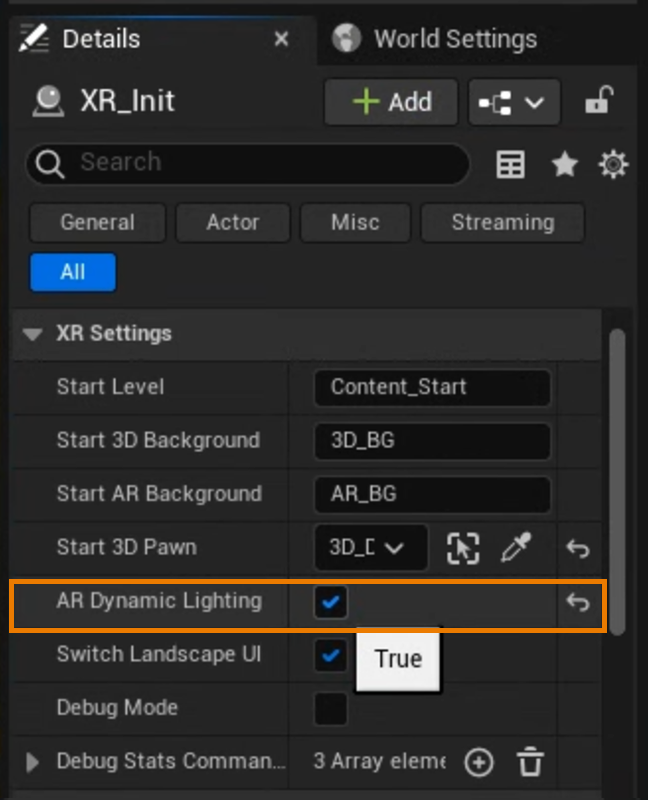 Details
World Settings
XR_Init
Add
Search
General
Actor
Misc
Streaming
All
XR Settings
Start Level
Content_Start
Start 3D Background
3D_BG
Start AR Background
AR_BG
Start 3D Pawn
3D_D
AR Dynamic Lighting
Switch Landscape UI
True
Debug Mode
Debug Stats Comman...
3 Array eleme